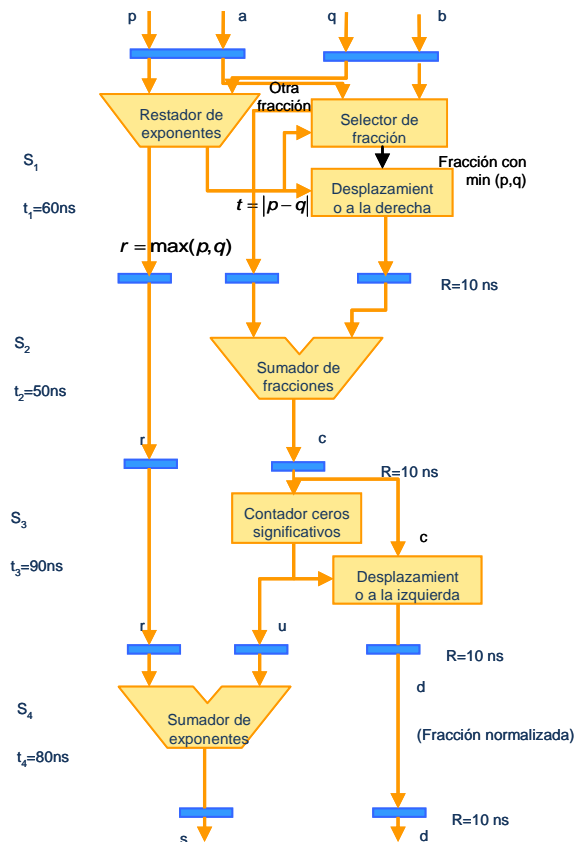 p
a
q
b
Restador de
exponentes
Otra
fracción
Selector de
fracción
S1
Fracción con
min (p,q)
Desplazamient
o a la derecha
t1=60ns
t = |p − q|
r = max(p,q)
R=10 ns
S2
Sumador de
fracciones
t2=50ns
r
c
R=10 ns
S3
Contador ceros
significativos
c
t3=90ns
Desplazamient
o a la izquierda
r
u
R=10 ns
d
S4
Sumador de
exponentes
(Fracción normalizada)
t4=80ns
R=10 ns
s
d